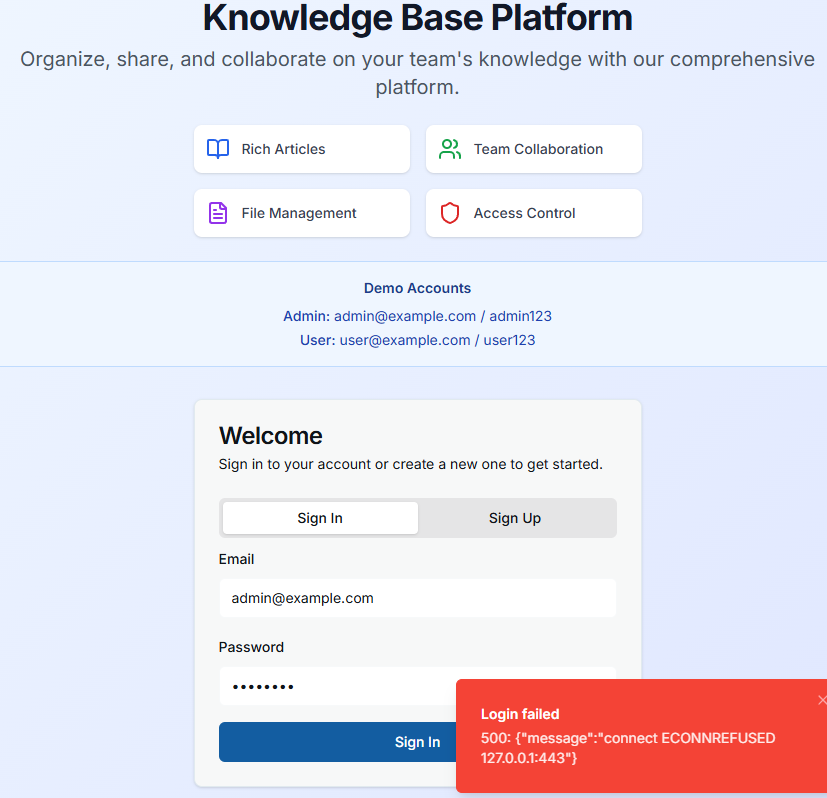 Knowledge Base Platform
Organize, share, and collaborate on your team's knowledge with our comprehensive
platform.
Rich Articles
Team Collaboration
File Management
Access Control
Demo Accounts
Admin: admin@example.com / admin123
User: user@example.com / user123
Welcome
Sign in to your account or create a new one to get started.
Sign In
Sign Up
Email
admin@example.com
Password
••••••••
Sign In
Login failed
500: {"message":"connect ECONNREFUSED
127.0.0.1:443"}